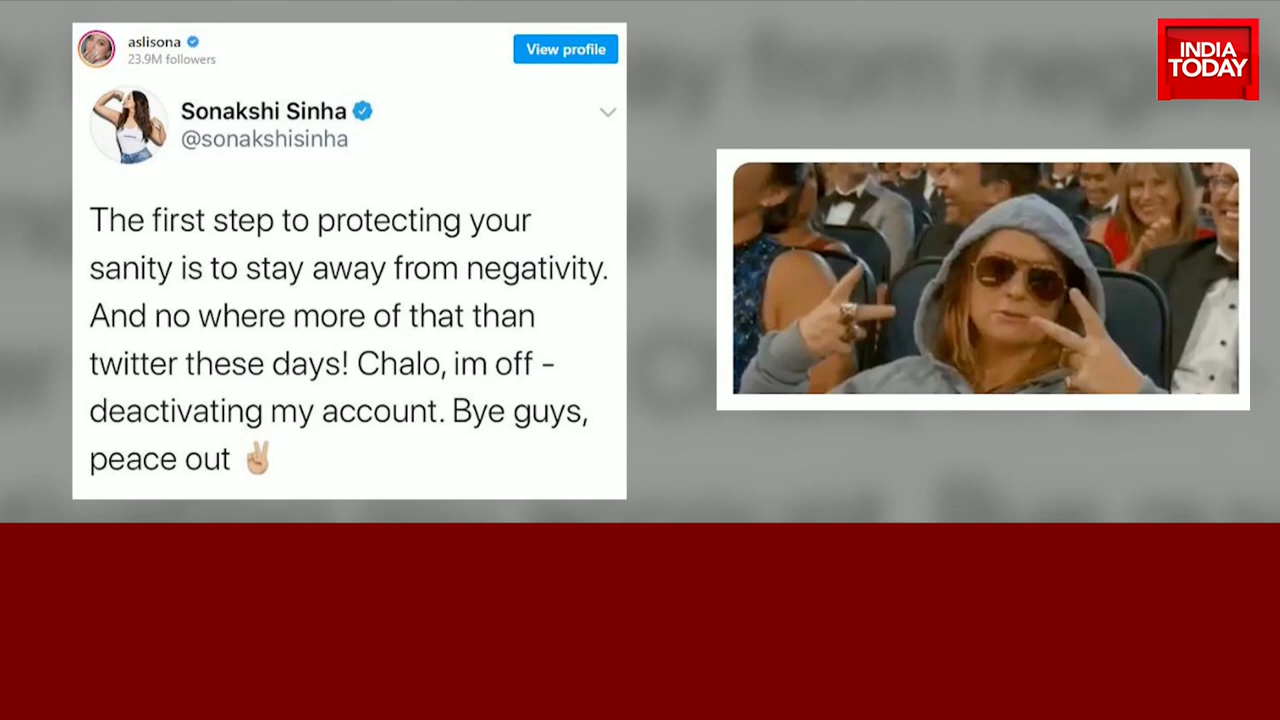 aslisona
23.9M followers
View profile
INDIA
TODAY
Sonakshi Sinha
@sonakshisinha
The first step to protecting your
sanity is to stay away from negativity.
And no where more of that than
twitter these days! Chalo, im off -
deactivating my account. Bye guys,
peace out ✌🏼